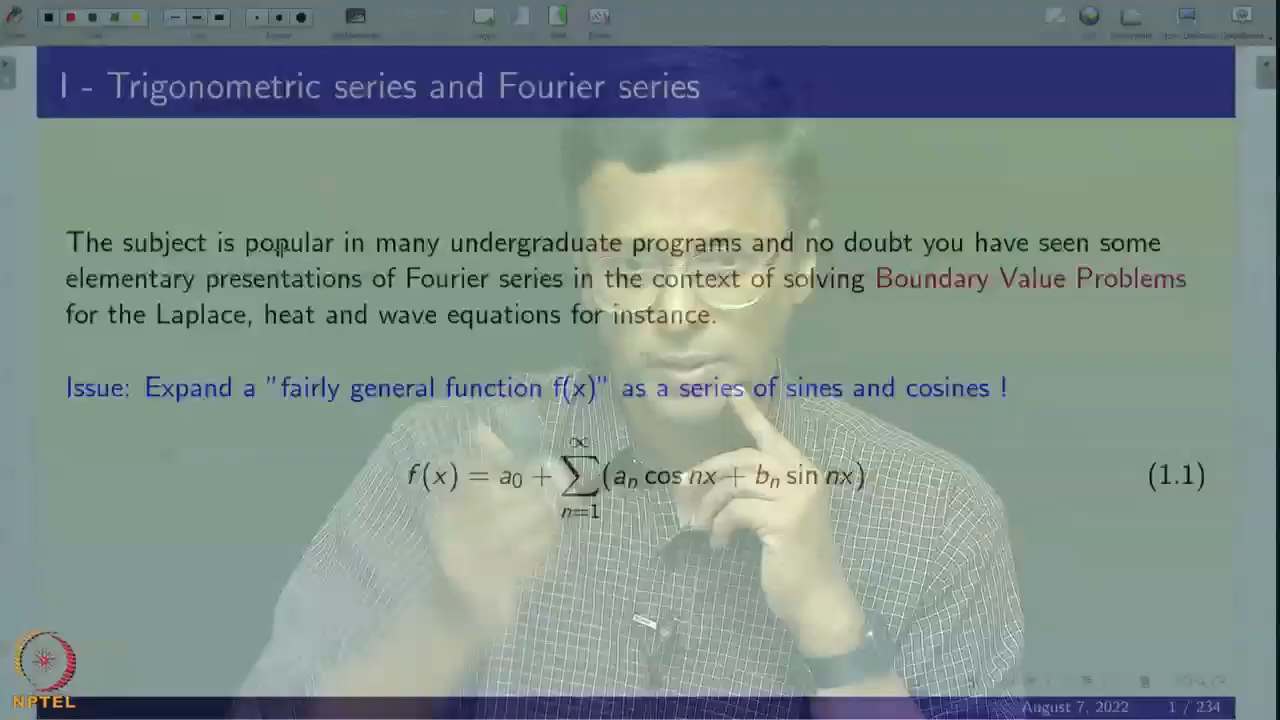 I - Trigonometric series and Fourier series
The subject is popular in many undergraduate programs and no doubt you have seen some
elementary presentations of Fourier series in the context of solving Boundary Value Problems
for the Laplace, heat and wave equations for instance.
Issue: Expand a "fairly general function f(x)" as a series of sines and cosines !
f(x) = a₀ + ∑_{n=1}^{∞} (aₙ cos nx + bₙ sin nx) (1.1)
NPTEL
August 7, 2022 1 / 234